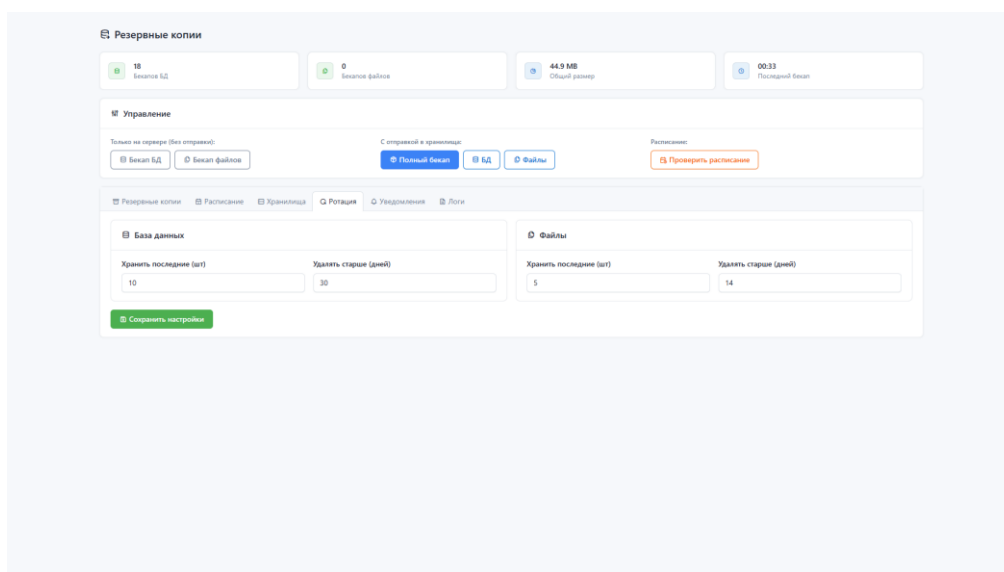 Резервные копии
18
Бекапов БД
0
Бекапов файлов
44.9 MB
Общий размер
00:33
Последний бекап
Управление
Только на сервере (без отправки):
Бекап БД
Бекап файлов
С отправкой в хранилища:
Полный бекап
БД
Файлы
Расписание:
Проверить расписание
Резервные копии
Расписание
Хранилища
Ротация
Уведомления
Логи
База данных
Хранить последние (шт)
Удалять старше (дней)
10
30
Файлы
Хранить последние (шт)
Удалять старше (дней)
5
14
Сохранить настройки